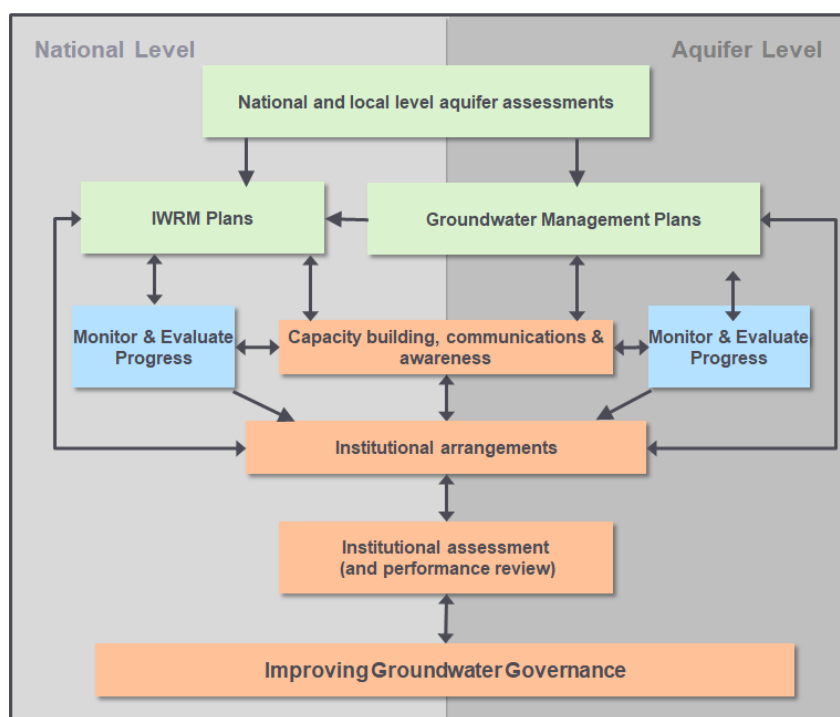 National Level
Aquifer Level
National and local level aquifer assessments
IWRM Plans
Groundwater Management Plans
Monitor & Evaluate
Progress
Capacity building, communications &
awareness
Monitor & Evaluate
Progress
Institutional arrangements
Institutional assessment
(and performance review)
Improving Groundwater Governance